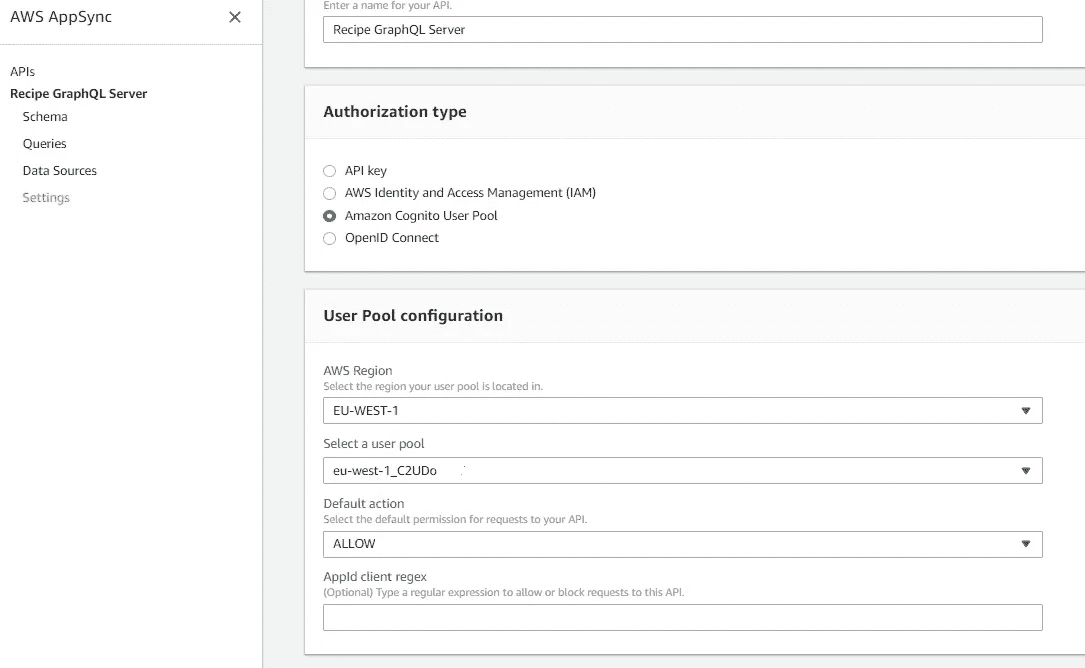 AWS AppSync
APIs
Recipe GraphQL Server
Schema
Queries
Data Sources
Settings
Enter a name for your API.
Recipe GraphQL Server
Authorization type
API key
AWS Identity and Access Management (IAM)
Amazon Cognito User Pool
OpenID Connect
User Pool configuration
AWS Region
Select the region your user pool is located in.
EU-WEST-1
Select a user pool
eu-west-1_C2UDo
Default action
Select the default permission for requests to your API.
ALLOW
AppId client regex
(Optional) Type a regular expression to allow or block requests to this API.